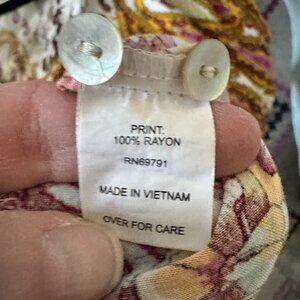 PRINT:
100% RAYON
RN69791
MADE IN VIETNAM
OVER FOR CARE